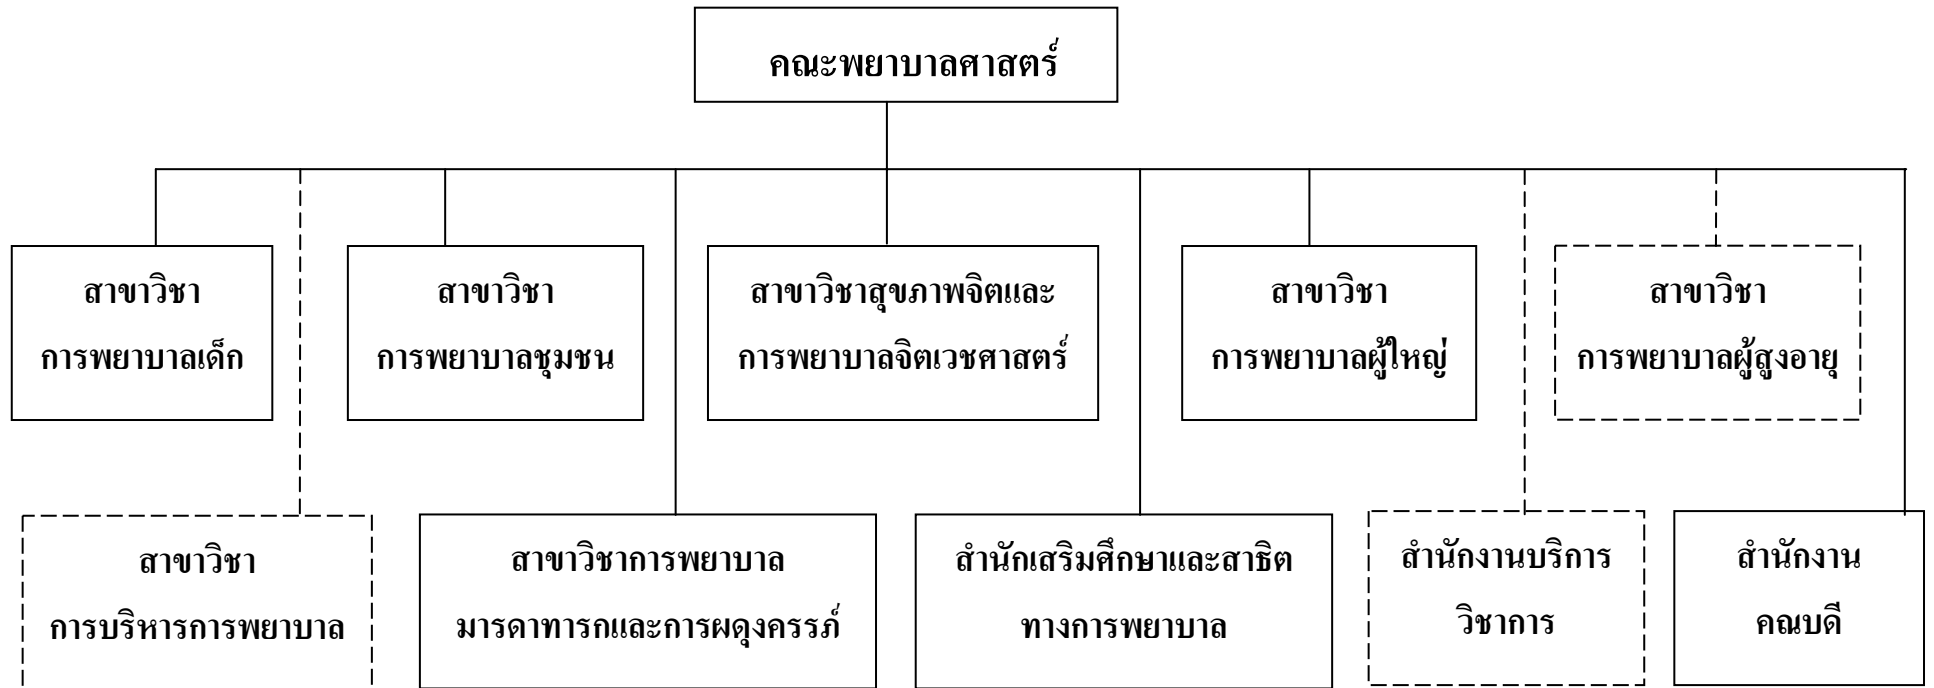 คณะพยาบาลศาสตร์
สาขาวิชา
การพยาบาลเด็ก
สาขาวิชา
การพยาบาลชุมชน
สาขาวิชาสุขภาพจิตและ
การพยาบาลจิตเวชศาสตร์
สาขาวิชา
การพยาบาลผู้ใหญ่
สาขาวิชา
การพยาบาลผู้สูงอายุ
สาขาวิชา
การบริหารการพยาบาล
สาขาวิชาการพยาบาล
มารดาทารกและการผดุงครรภ์
สำนักเสริมศึกษาและสาธิต
ทางการพยาบาล
สำนักงานบริการ
วิชาการ
สำนักงาน
คณบดี